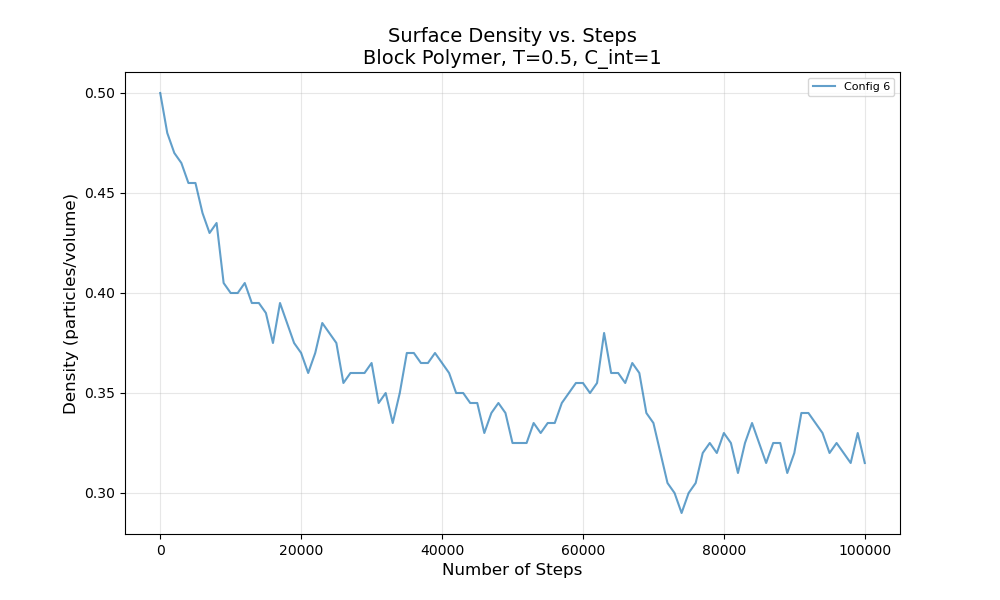 Surface Density vs. Steps
Block Polymer, T=0.5, C_int=1
Config 6
Density (particles/volume)
0.50
0.45
0.40
0.35
0.30
0 20000 40000 60000 80000 100000
Number of Steps